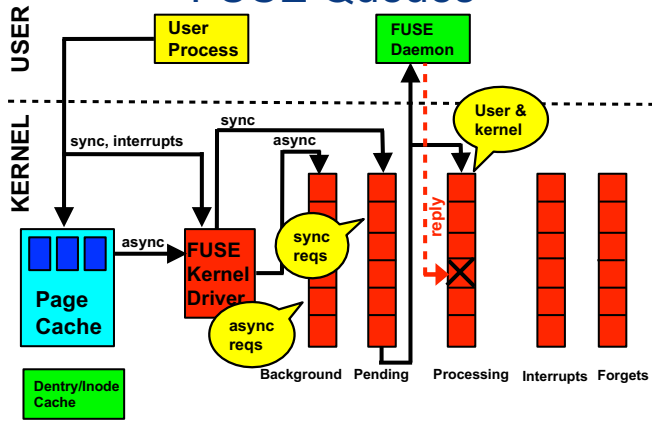 FUSE Queues
USER
User
Process
FUSE
Daemon
KERNEL
sync
sync, interrupts
async
User &
kernel
async
FUSE
Kernel
Driver
Page
Cache
sync
reqs
async
reqs
reply
Background
Pending
Processing
Interrupts
Forgets
Dentry/Inode
Cache